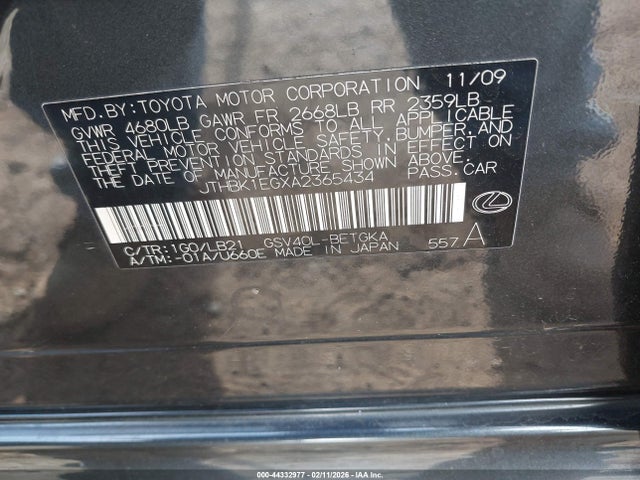 MFD. BY: TOYOTA MOTOR CORPORATION 11/09
GVWR 4680LB GAWR FR 2668LB RR 2359LB
THIS VEHICLE CONFORMS TO ALL APPLICABLE
FEDERAL MOTOR VEHICLE SAFETY, BUMPER, AND
THEFT PREVENTION STANDARDS IN EFFECT ON
THE DATE OF MANUFACTURE SHOWN ABOVE.
JTHBK1EGXA2365434 PASS. CAR
C/TR: 1G0/LB21 GSV40L-BETGKA
A/TM: -01A/U660E MADE IN JAPAN 557 A
000-44332977 - 02/11/2026 - IAA Inc.